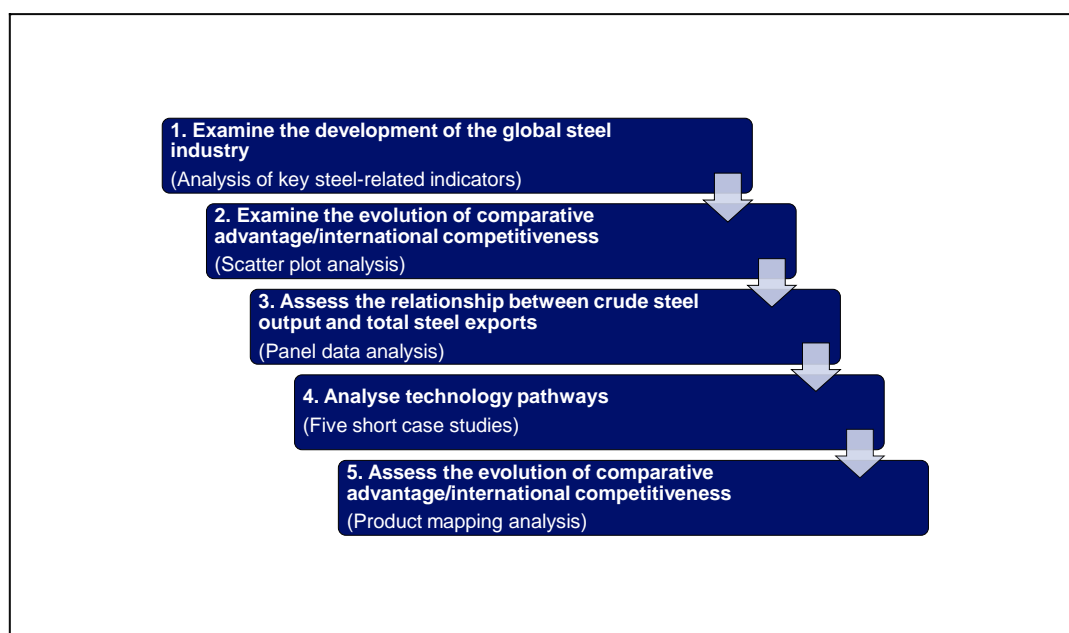 1. Examine the development of the global steel
industry
(Analysis of key steel-related indicators)
2. Examine the evolution of comparative
advantage/international competitiveness
(Scatter plot analysis)
3. Assess the relationship between crude steel
output and total steel exports
(Panel data analysis)
4. Analyse technology pathways
(Five short case studies)
5. Assess the evolution of comparative
advantage/international competitiveness
(Product mapping analysis)